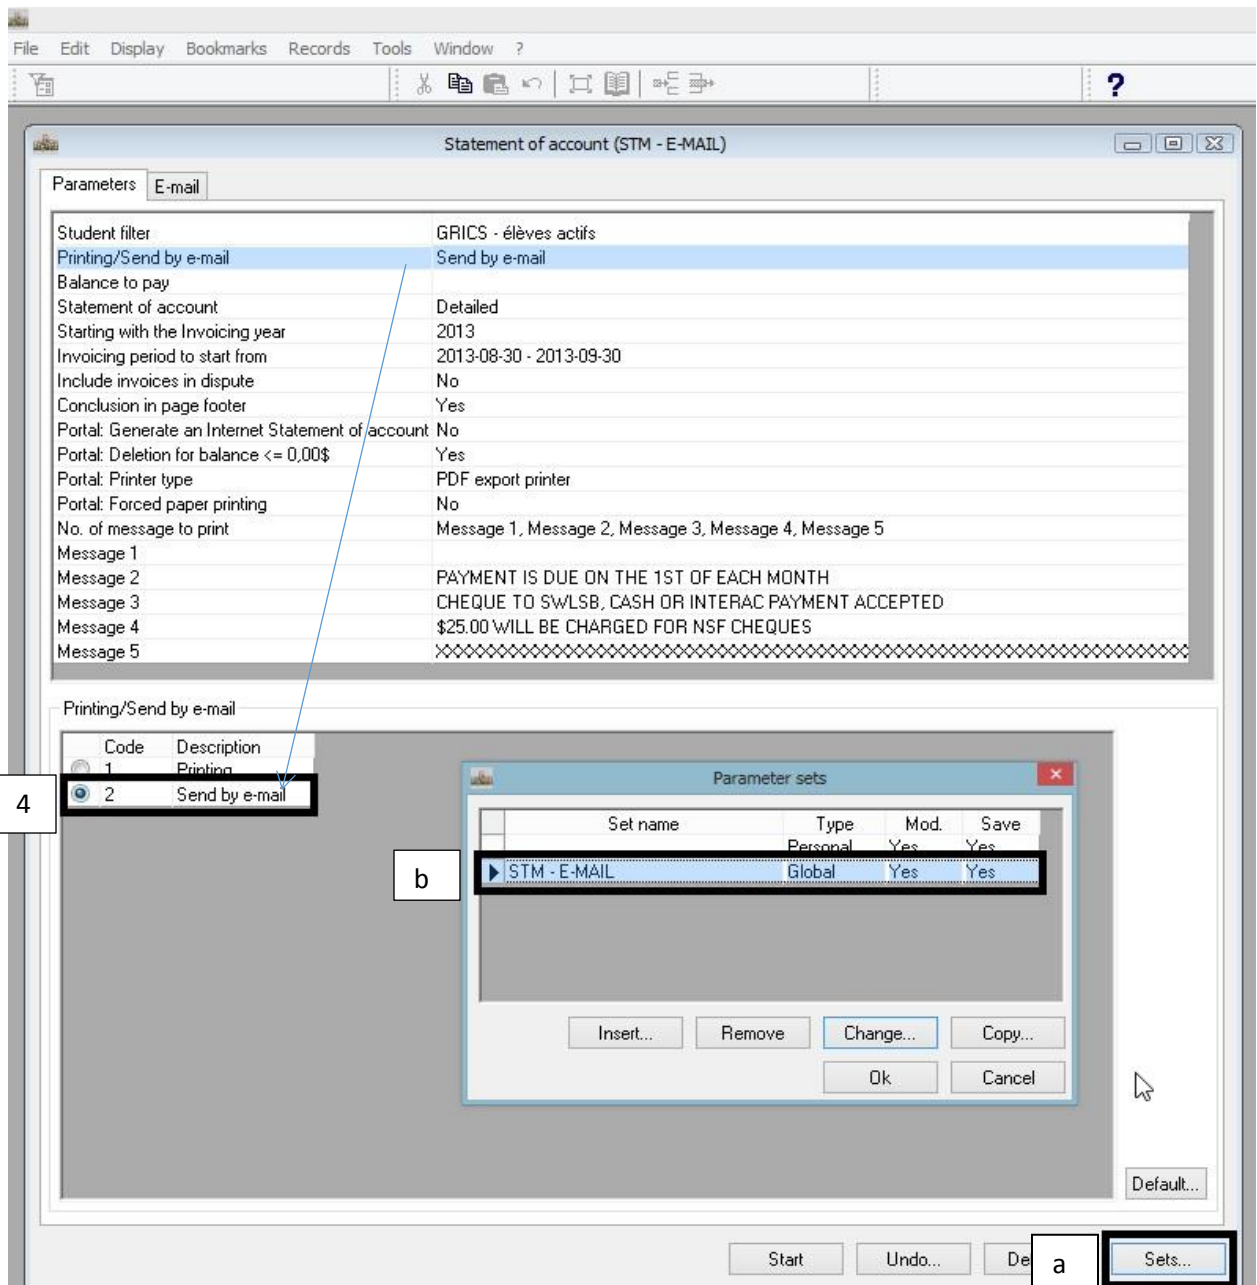 File Edit Display Bookmarks Records Tools Window ?
?
Statement of account (STM - E-MAIL)
Parameters E-mail
Student filter GRICS - élèves actifs
Printing/Send by e-mail Send by e-mail
Balance to pay
Statement of account Detailed
Starting with the Invoicing year 2013
Invoicing period to start from 2013-08-30 - 2013-09-30
Include invoices in dispute No
Conclusion in page footer Yes
Portal: Generate an Internet Statement of account No
Portal: Deletion for balance <= 0,00$ Yes
Portal: Printer type PDF export printer
Portal: Forced paper printing No
No. of message to print Message 1, Message 2, Message 3, Message 4, Message 5
Message 1
Message 2 PAYMENT IS DUE ON THE 1ST OF EACH MONTH
Message 3 CHEQUE TO SWLSB, CASH OR INTERAC PAYMENT ACCEPTED
Message 4 $25.00 WILL BE CHARGED FOR NSF CHEQUES
Message 5
Printing/Send by e-mail
Code Description
1 Printing
4
2 Send by e-mail
Parameter sets
Set name Type Mod. Save
Personal Yes Yes
b
STM - E-MAIL Global Yes Yes
Insert... Remove Change... Copy...
Ok Cancel
Default...
Start Undo... De
a
Sets...